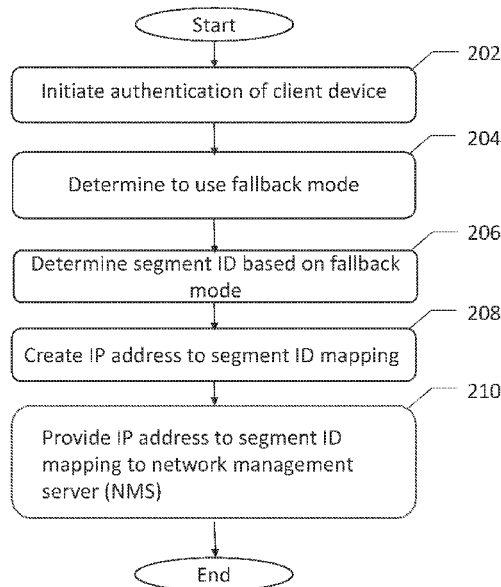 Start
202
Initiate authentication of client device
204
Determine to use fallback mode
206
Determine segment ID based on fallback
mode
208
Create IP address to segment ID mapping
210
Provide IP address to segment ID
mapping to network management
server (NMS)
End